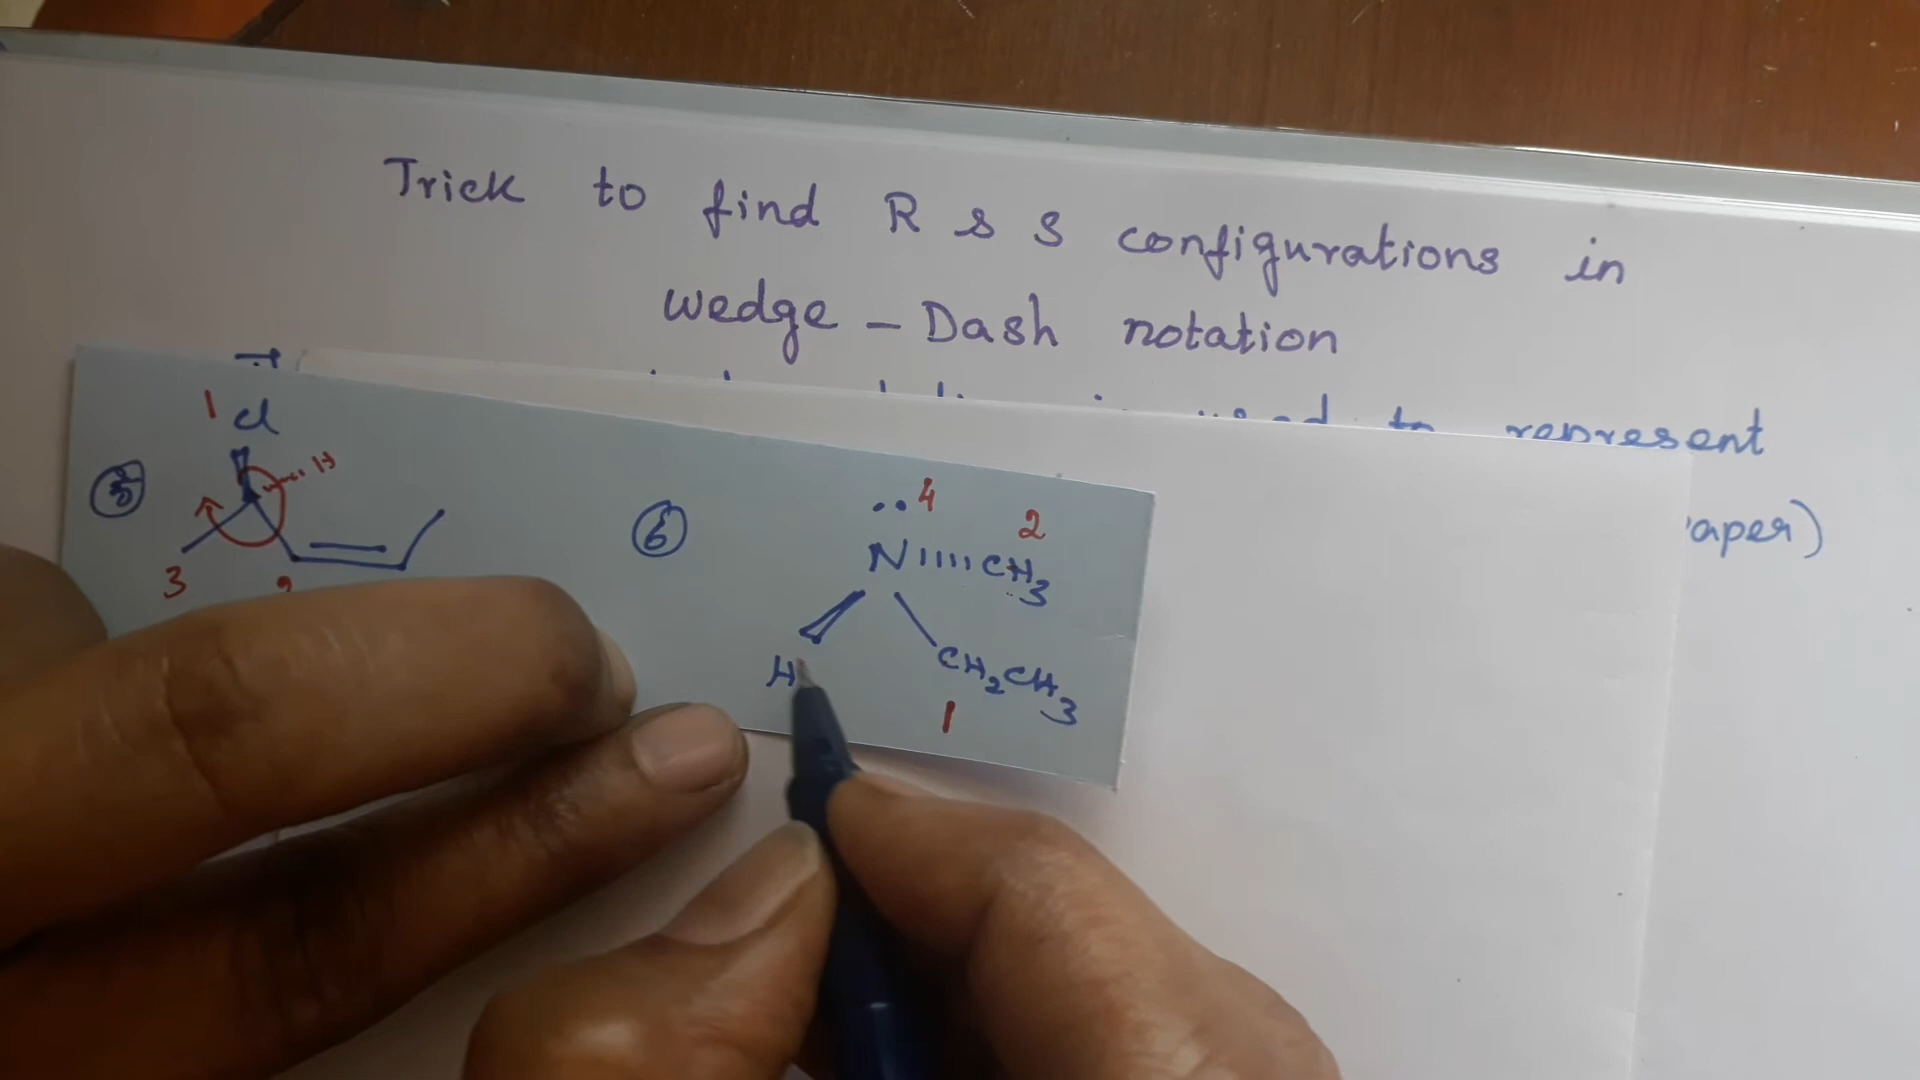 Trick to find R & S configurations in
wedge - Dash notation
represent
aper)
5
1
Cl
H
3
2
6
4
2
N CH3
H
CH2CH3
1